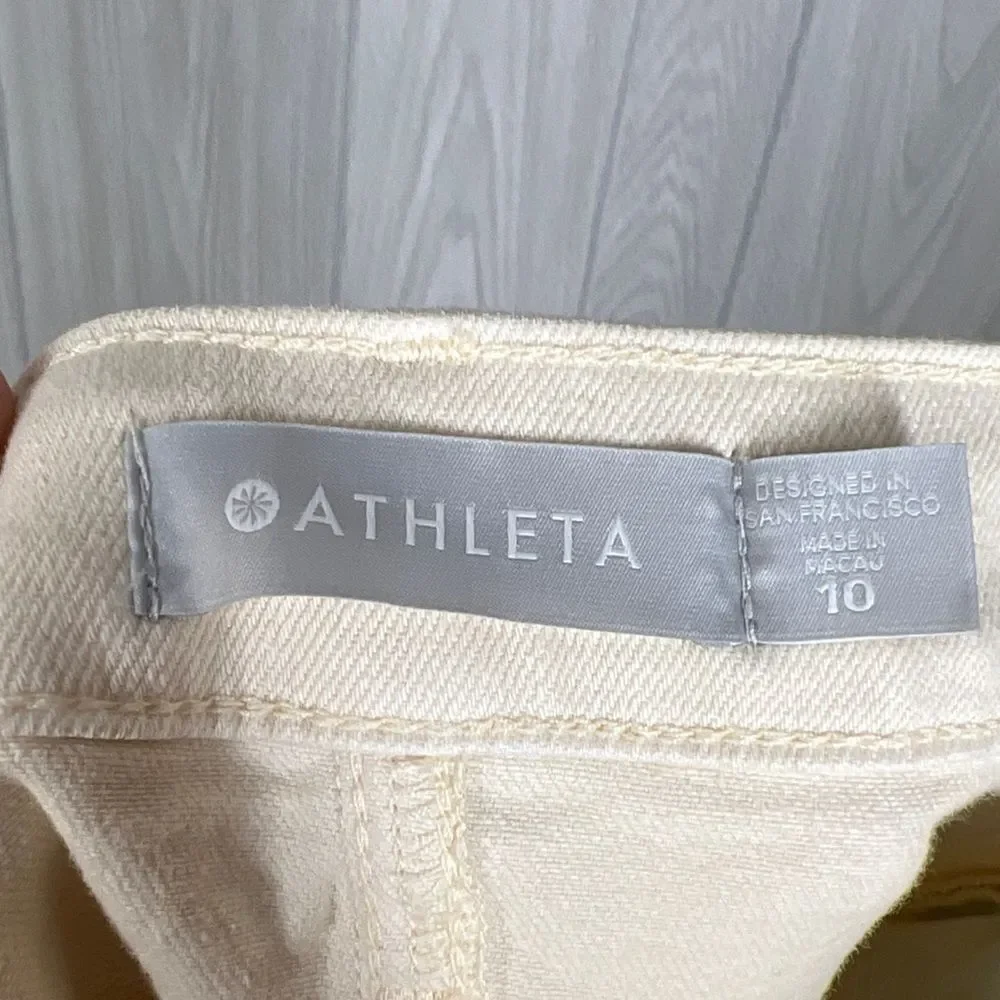 ATHLETA
DESIGNED IN
SAN FRANCISCO
MADE IN
MACAU
10